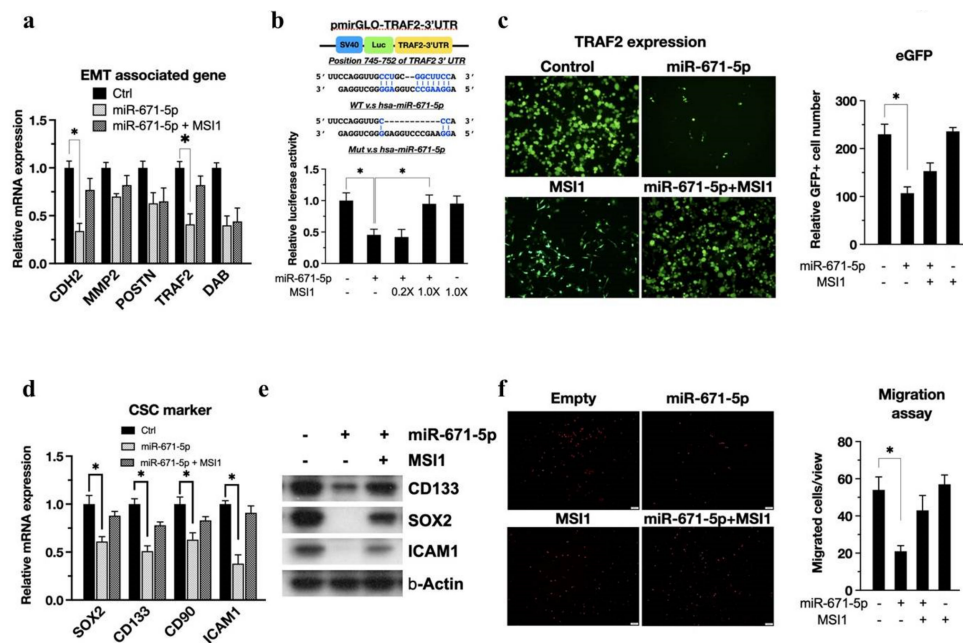 a
EMT associated gene
Ctrl
miR-671-5p
miR-671-5p + MSI1
Relative mRNA expression
1.5
1.0
0.5
0.0
*
*
CDH2
MMP2
POSTN
TRAF2
DAB
b
pmirGLO-TRAF2-3'UTR
SV40 Luc TRAF2-3'UTR
Position 745-752 of TRAF2 3' UTR
5' UUCCAGGUUGCCUGC--GGCUUCCA 3'
3' GAGGUCGGGGAGGUCCCGAAGGA 5'
WT v.s hsa-miR-671-5p
5' UUCCAGGUUGC------------CCA 3'
3' GAGGUCGGGGAGGUCCCGAAGGA 5'
Mut v.s hsa-miR-671-5p
Relative luciferase activity
1.5
1.0
0.5
0.0
* *
miR-671-5p - + + + -
MSI1 - - 0.2X 1.0X 1.0X
c
TRAF2 expression
Control miR-671-5p
MSI1 miR-671-5p+MSI1
eGFP
Relative GFP+ cell number
300
200
100
0
*
miR-671-5p - + + -
MSI1 - - + +
d
CSC marker
Ctrl
miR-671-5p
miR-671-5p + MSI1
Relative mRNA expression
2.0
1.5
1.0
0.5
0.0
* * * *
SOX2
CD133
CD90
ICAM1
e
- + + miR-671-5p
- - + MSI1
CD133
SOX2
ICAM1
b-Actin
f
Empty miR-671-5p
MSI1 miR-671-5p+MSI1
Migration
assay
Migrated cells/view
80
60
40
20
0
*
miR-671-5p - + + -
MSI1 - - + +